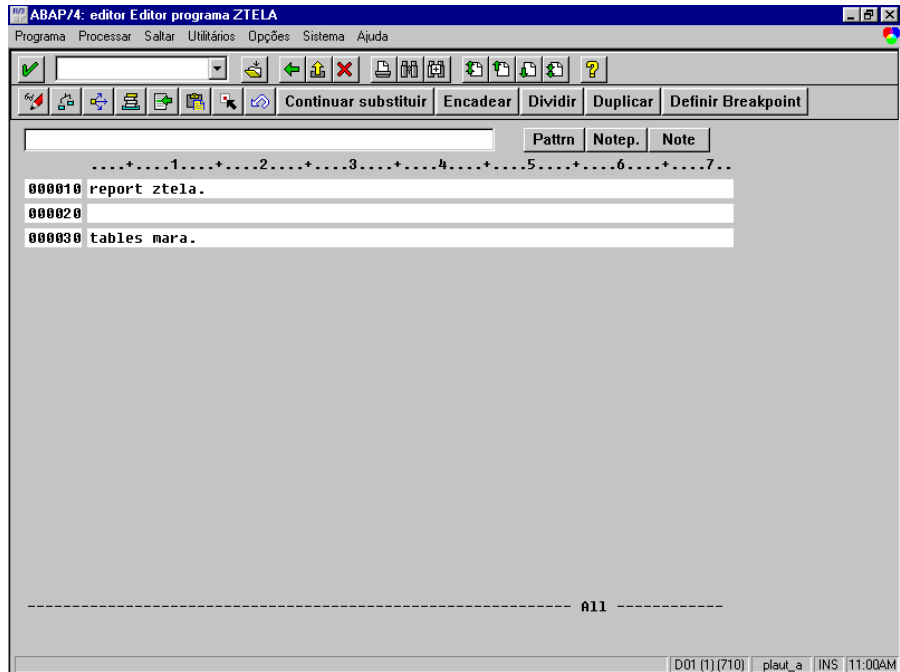 ABAP/4: editor Editor programa ZTELA
Programa Processar Saltar Utilitários Opções Sistema Ajuda
Continuar substituir Encadear Dividir Duplicar Definir Breakpoint
Pattrn Notep. Note
....+....1....+....2....+....3....+....4....+....5....+....6....+....7..
000010 report ztela.
000020
000030 tables mara.
------------------------------------------------------------- All ------------
D01 (1) (710) plaut_a INS 11:00AM